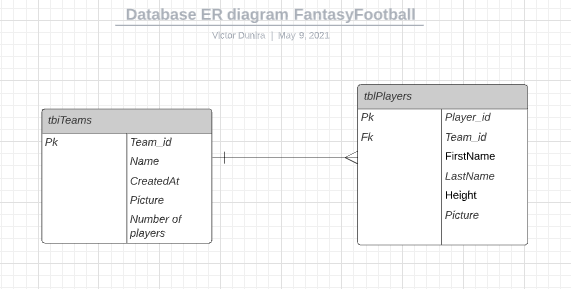 Database ER diagram FantasyFootball
Victor Dunira | May 9, 2021
tblTeams
Pk Team_id
Name
CreatedAt
Picture
Number of
players
tblPlayers
Pk Player_id
Fk Team_id
FirstName
LastName
Height
Picture